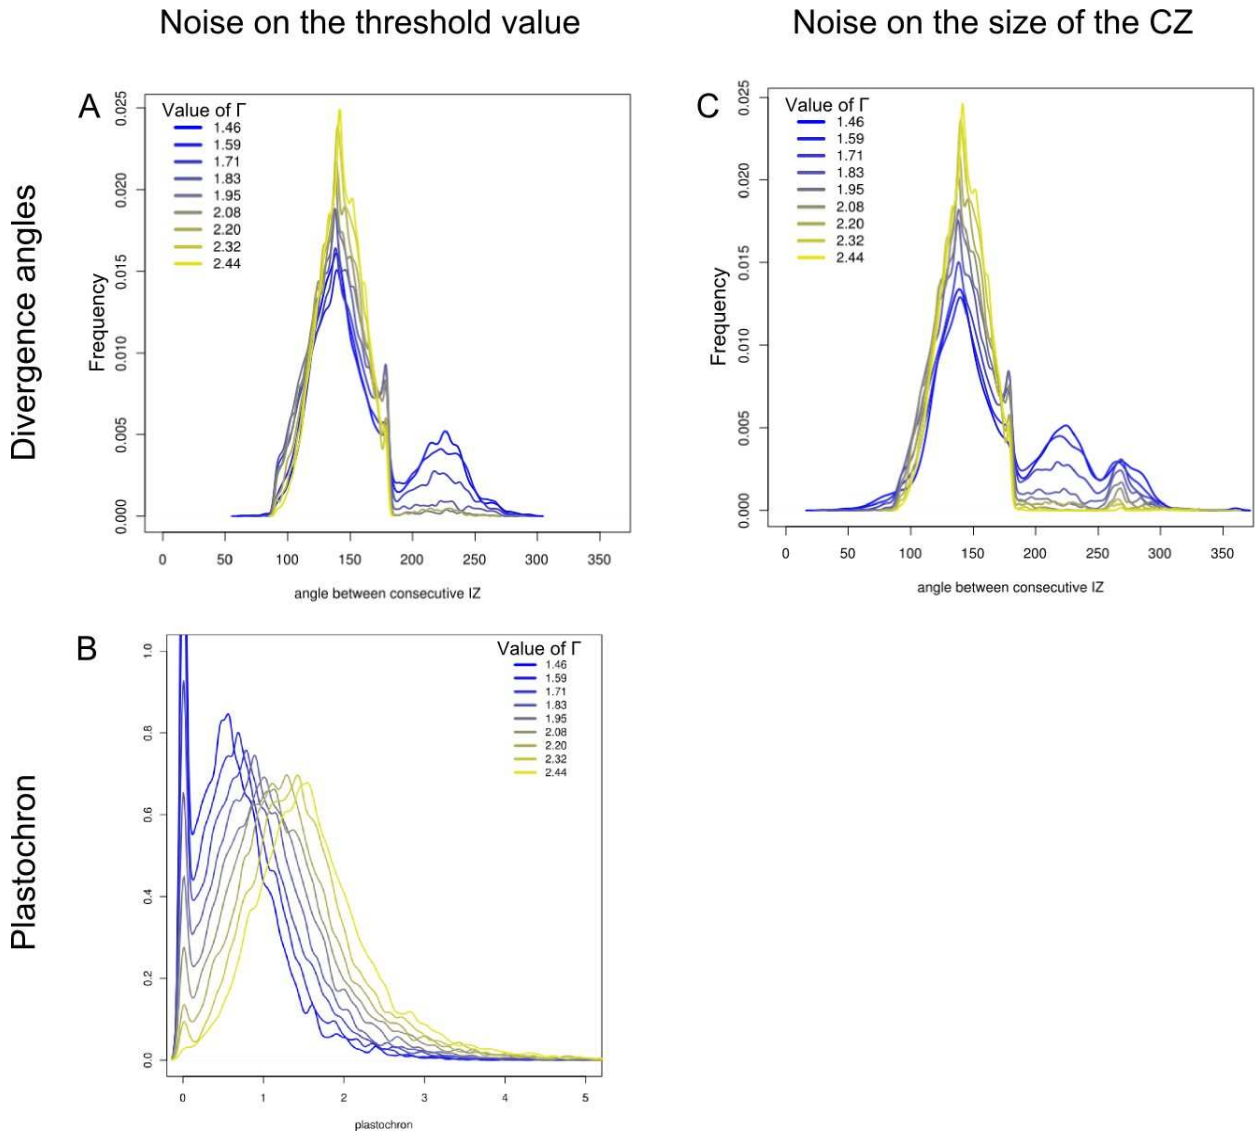 Noise on the threshold value
Noise on the size of the CZ
Divergence angles
A
Value of Γ
1.46
1.59
1.71
1.83
1.95
2.08
2.20
2.32
2.44
Frequency
0.025
0.020
0.015
0.010
0.005
0.000
0 50 100 150 200 250 300 350
angle between consecutive IZ
C
Value of Γ
1.46
1.59
1.71
1.83
1.95
2.08
2.20
2.32
2.44
Frequency
0.025
0.020
0.015
0.010
0.005
0.000
0 50 100 150 200 250 300 350
angle between consecutive IZ
Plastochron
B
Value of Γ
1.46
1.59
1.71
1.83
1.95
2.08
2.20
2.32
2.44
1.0
0.8
0.6
0.4
0.2
0.0
0 1 2 3 4 5
plastochron